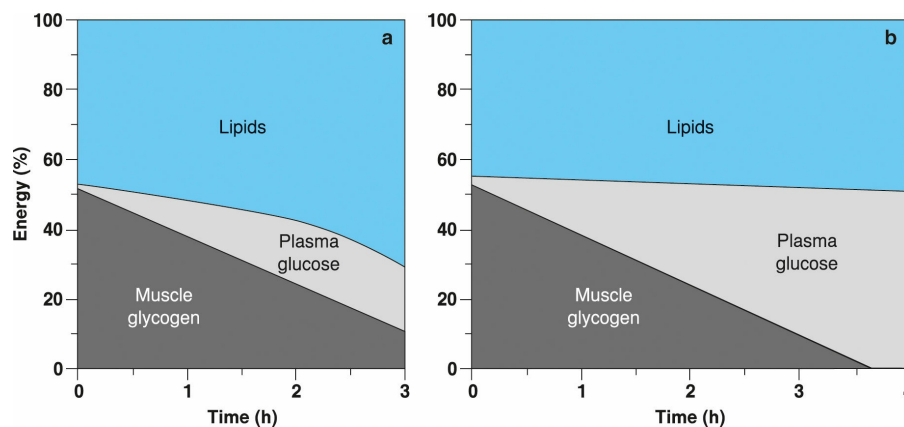 a
100
80
60
40
20
0
Energy (%)
Lipids
Plasma
glucose
Muscle
glycogen
0 1 2 3
Time (h)
b
100
80
60
40
20
0
Lipids
Plasma
glucose
Muscle
glycogen
0 1 2 3
Time (h)